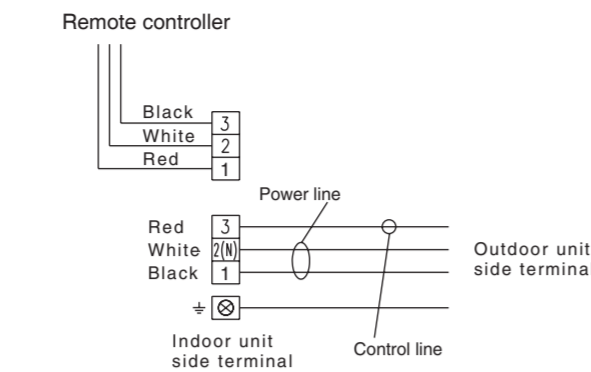 Remote controller
Black 3
White 2
Red 1
Power line
Red 3
White 2(N)
Black 1
Outdoor unit
side terminal
Indoor unit
side terminal
Control line